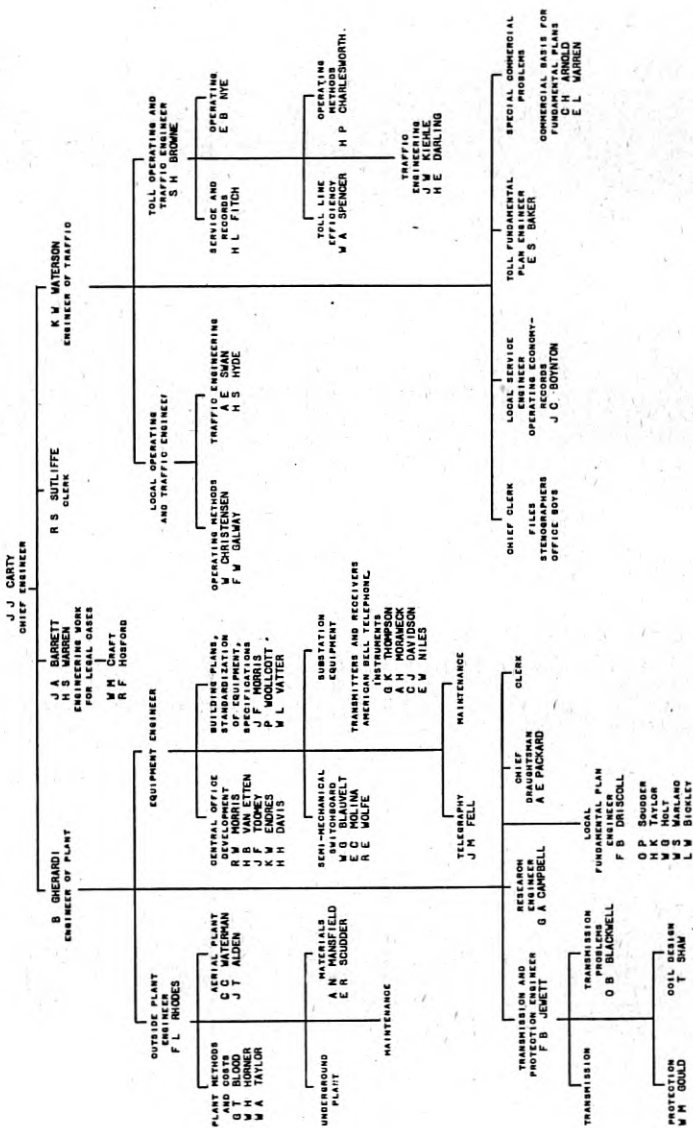 J J CARTY
CHIEF ENGINEER
B GHERARDI
ENGINEER OF PLANT
J A BARRETT
H S WARREN
ENGINEERING WORK
FOR LEGAL CASES
W M CRAFT
R F HOSFORD
R S SUTLIFFE
CLERK
K W WATERSON
ENGINEER OF TRAFFIC
OUTSIDE PLANT
ENGINEER
F L RHODES
PLANT METHODS
AND COSTS
G T BLOOD
W H HORNER
W A TAYLOR
AERIAL PLANT
C C WATERMAN
J T ALDEN
UNDERGROUND
PLANT
MATERIALS
A N MANSFIELD
E R SCUDDER
MAINTENANCE
EQUIPMENT ENGINEER
CENTRAL OFFICE
DEVELOPMENT
R W MORRIS
H B VAN ETTEN
J F TOOMEY
K W ENDRES
H H DAVIS
BUILDING PLANS,
STANDARDIZATION
OF EQUIPMENT,
SPECIFICATIONS
J F MORRIS
P WOOLLCOTT
W L WATTER
SEMI-MECHANICAL
SWITCHBOARD
W G BLAUVELT
E C MOLINA
R E WOLFE
SUBSTATION
EQUIPMENT
TRANSMITTERS AND RECEIVERS
AMERICAN BELL TELEPHONE
INSTRUMENTS
G K THOMPSON
A H MORAWECK
C J DAVIDSON
E W NILES
TELEGRAPHY
J M FELL
MAINTENANCE
LOCAL OPERATING
AND TRAFFIC ENGINEER
OPERATING METHODS
W CHRISTENSEN
F W GALWAY
TRAFFIC ENGINEERING
A E SWAN
H S HYDE
TOLL OPERATING AND
TRAFFIC ENGINEER
S H BROWNE
SERVICE AND
RECORDS
H L FITCH
OPERATING
E B NYE
TOLL LINE
EFFICIENCY
W A SPENCER
OPERATING
METHODS
H P CHARLESWORTH.
TRAFFIC
ENGINEERING
J W KIEHLE
H E DARLING
TRANSMISSION AND
PROTECTION ENGINEER
F B JEWETT
TRANSMISSION
TRANSMISSION
PROBLEMS
O B BLACKWELL
PROTECTION
W M GOULD
COIL DESIGN
T SHAW
RESEARCH
ENGINEER
G A CAMPBELL
LOCAL
FUNDAMENTAL PLAN
ENGINEER
F B DRISCOLL
O P SCUDDER
H K TAYLOR
W G HOLT
W S WARLAND
L W BICKLEY
CHIEF
DRAUGHTSMAN
A E PACKARD
CLERK
CHIEF CLERK
FILES
STENOGRAPHERS
OFFICE BOYS
LOCAL SERVICE
ENGINEER
OPERATING ECONOMY-
RECORDS
J C BOYNTON
TOLL FUNDAMENTAL
PLAN ENGINEER
E S BAKER
SPECIAL COMMERCIAL
PROBLEMS
COMMERCIAL BASIS FOR
FUNDAMENTAL PLANS
C H ARNOLD
E L WARREN